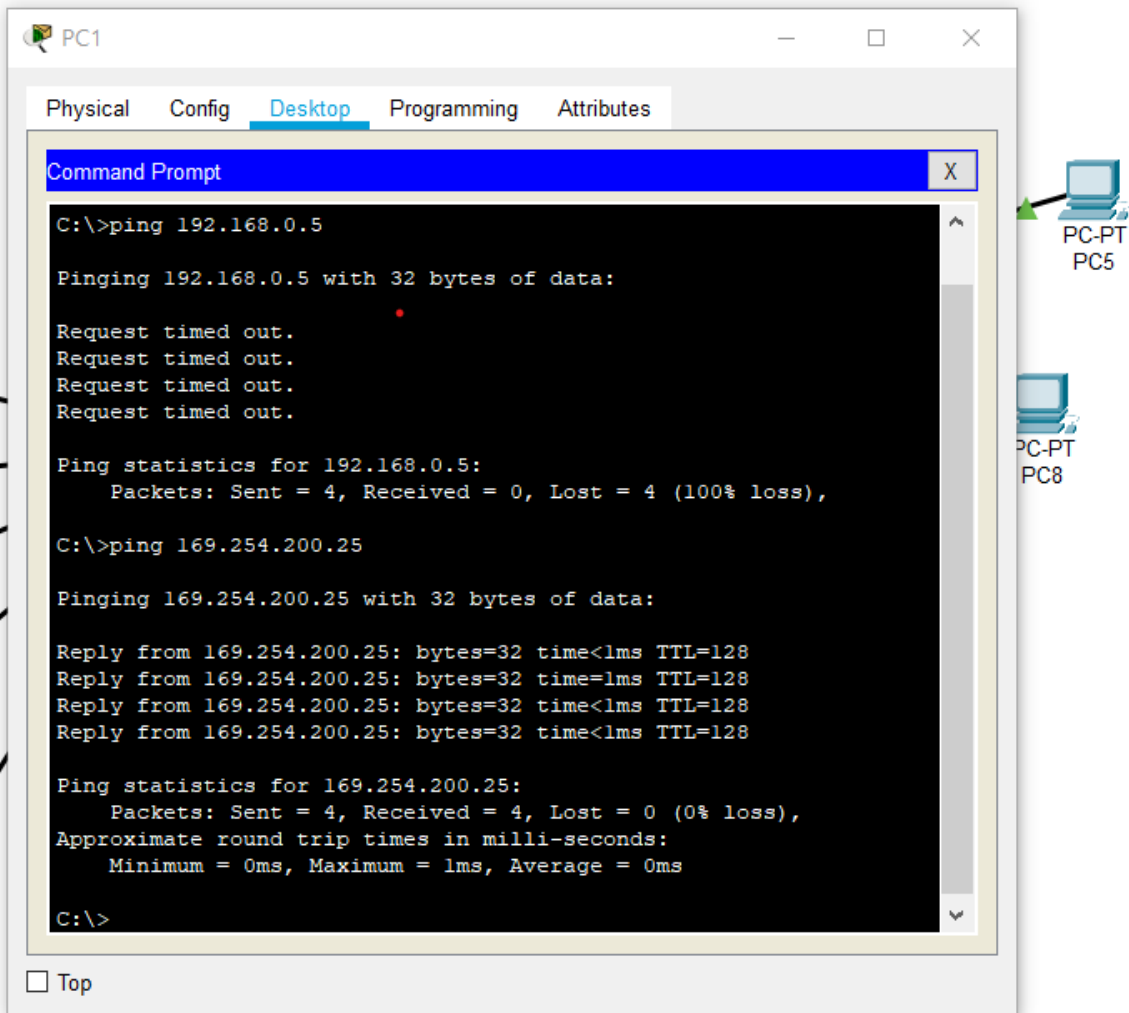 PC1
Physical Config Desktop Programming Attributes
Command Prompt X
C:\>ping 192.168.0.5
Pinging 192.168.0.5 with 32 bytes of data:
Request timed out.
Request timed out.
Request timed out.
Request timed out.
Ping statistics for 192.168.0.5:
Packets: Sent = 4, Received = 0, Lost = 4 (100% loss),
C:\>ping 169.254.200.25
Pinging 169.254.200.25 with 32 bytes of data:
Reply from 169.254.200.25: bytes=32 time<1ms TTL=128
Reply from 169.254.200.25: bytes=32 time=1ms TTL=128
Reply from 169.254.200.25: bytes=32 time<1ms TTL=128
Reply from 169.254.200.25: bytes=32 time<1ms TTL=128
Ping statistics for 169.254.200.25:
Packets: Sent = 4, Received = 4, Lost = 0 (0% loss),
Approximate round trip times in milli-seconds:
Minimum = 0ms, Maximum = 1ms, Average = 0ms
C:\>
Top
PC-PT
PC5
PC-PT
PC8